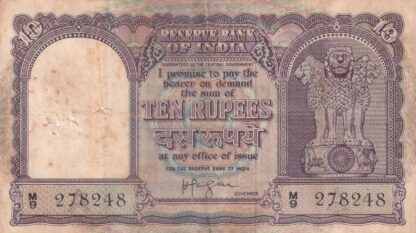 RESERVE BANK
OF INDIA
GUARANTEED BY THE CENTRAL GOVERNMENT
I promise to pay the
bearer on demand
the sum of
TEN RUPEES
दस रुपये
at any office of issue
FOR THE RESERVE BANK OF INDIA
GOVERNOR
M/9 278248
M/9 278248